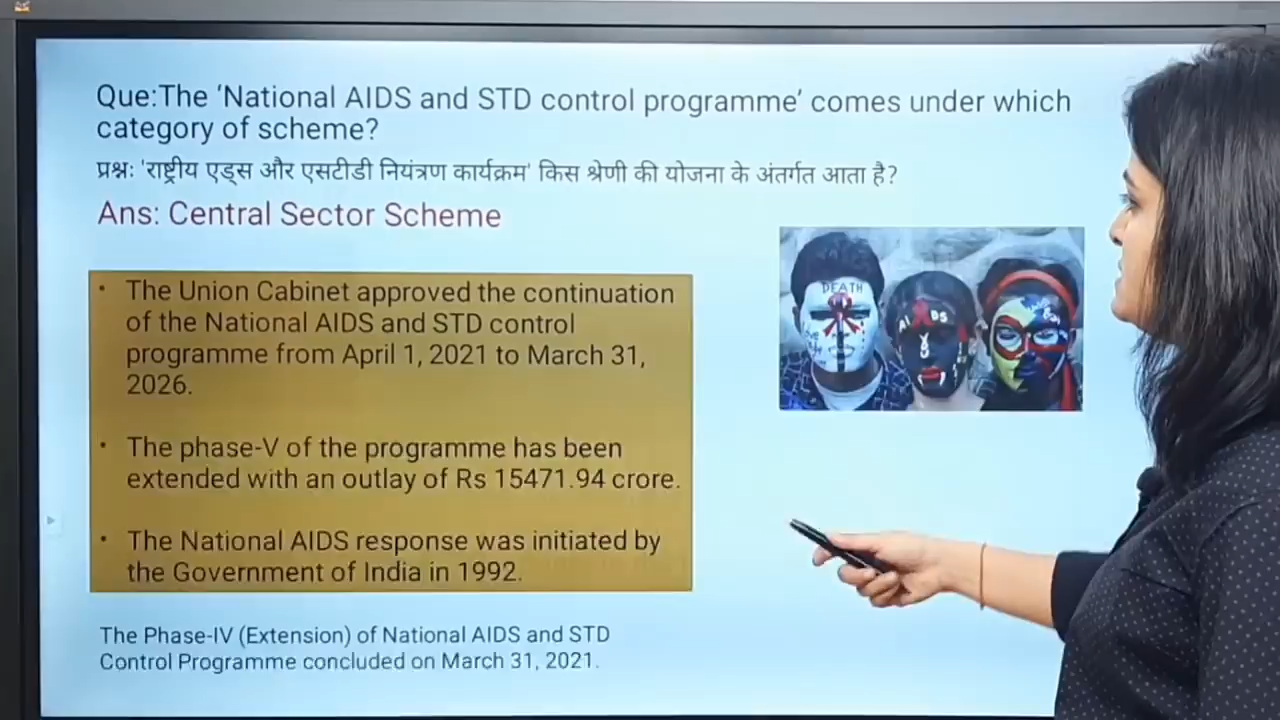 Que:The ‘National AIDS and STD control programme’ comes under which
category of scheme?
प्रश्नः 'राष्ट्रीय एड्स और एसटीडी नियंत्रण कार्यक्रम' किस श्रेणी की योजना के अंतर्गत आता है?
Ans: Central Sector Scheme
• The Union Cabinet approved the continuation
of the National AIDS and STD control
programme from April 1, 2021 to March 31,
2026.
• The phase-V of the programme has been
extended with an outlay of Rs 15471.94 crore.
• The National AIDS response was initiated by
the Government of India in 1992.
The Phase-IV (Extension) of National AIDS and STD
Control Programme concluded on March 31, 2021.
DEATH
AIDS